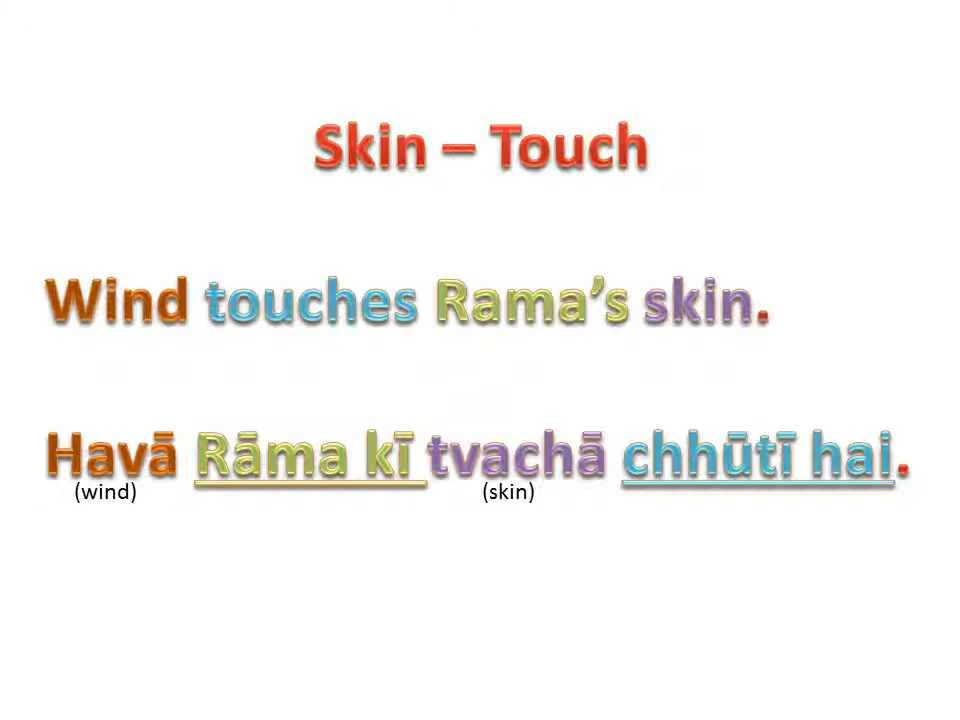 Skin – Touch
Wind touches Rama’s skin.
Havā Rāma kī tvachā chhūtī hai.
(wind) (skin)